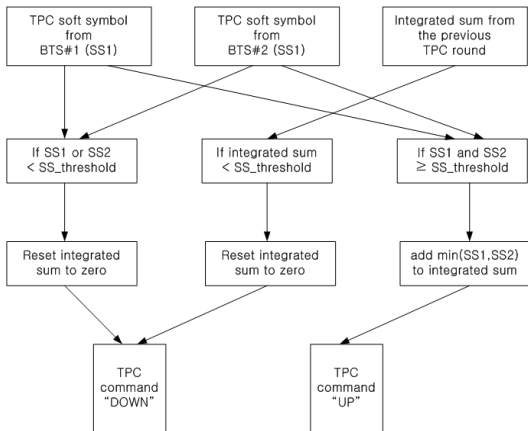 TPC soft symbol
from
BTS#1 (SS1)
TPC soft symbol
from
BTS#2 (SS1)
Integrated sum from
the previous
TPC round
If SS1 or SS2
< SS_threshold
If integrated sum
< SS_threshold
If SS1 and SS2
≥ SS_threshold
Reset integrated
sum to zero
Reset integrated
sum to zero
add min(SS1,SS2)
to integrated sum
TPC
command
“DOWN”
TPC
command
“UP”